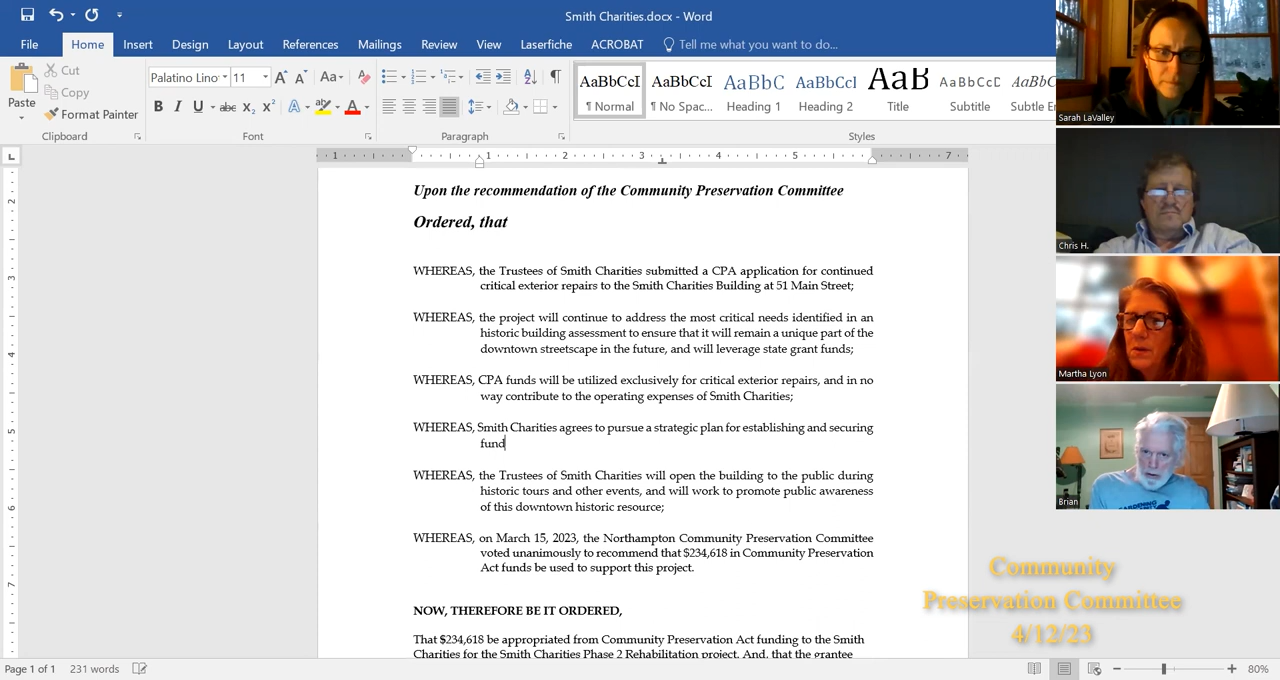 Smith Charities.docx - Word
File Home Insert Design Layout References Mailings Review View Laserfiche ACROBAT Tell me what you want to do...
Paste
Cut
Copy
Format Painter
Clipboard
Palatino Lino 11
Font
Paragraph
AaBbCcI AaBbCcI AaBbC AaBbCcI AaB AaBbCcD AaBbCc
¶ Normal ¶ No Spac... Heading 1 Heading 2 Title Subtitle Subtle E
Styles
1 1 2 3 4 5 7
Upon the recommendation of the Community Preservation Committee
Ordered, that
WHEREAS, the Trustees of Smith Charities submitted a CPA application for continued
critical exterior repairs to the Smith Charities Building at 51 Main Street;
WHEREAS, the project will continue to address the most critical needs identified in an
historic building assessment to ensure that it will remain a unique part of the
downtown streetscape in the future, and will leverage state grant funds;
WHEREAS, CPA funds will be utilized exclusively for critical exterior repairs, and in no
way contribute to the operating expenses of Smith Charities;
WHEREAS, Smith Charities agrees to pursue a strategic plan for establishing and securing
fund
WHEREAS, the Trustees of Smith Charities will open the building to the public during
historic tours and other events, and will work to promote public awareness
of this downtown historic resource;
WHEREAS, on March 15, 2023, the Northampton Community Preservation Committee
voted unanimously to recommend that $234,618 in Community Preservation
Act funds be used to support this project.
NOW, THEREFORE BE IT ORDERED,
That $234,618 be appropriated from Community Preservation Act funding to the Smith
Charities for the Smith Charities Phase 2 Rehabilitation project. And, that the grantee
Page 1 of 1 231 words
80%
Sarah LaValley
Chris H.
Martha Lyon
Brian
Community
Preservation Committee
4/12/23